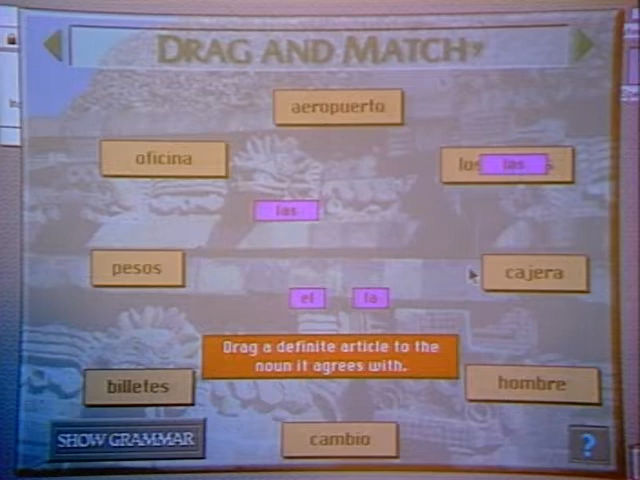 DRAG AND MATCH
aeropuerto
oficina
los
las
las
pesos
cajera
el
la
Drag a definite article to the
noun it agrees with.
billetes
hombre
SHOW GRAMMAR
cambio
?